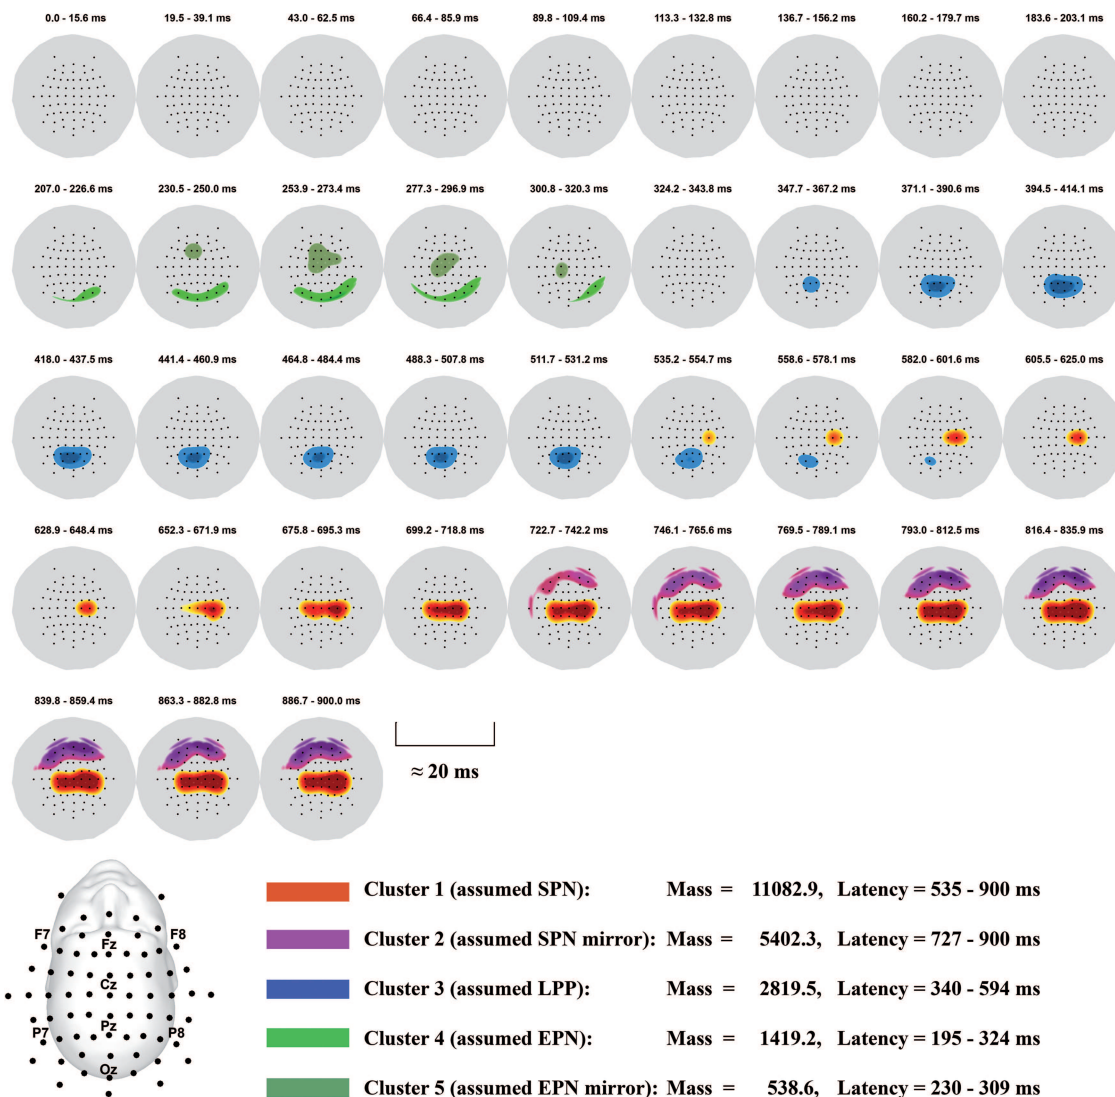 0.0 - 15.6 ms 19.5 - 39.1 ms 43.0 - 62.5 ms 66.4 - 85.9 ms 89.8 - 109.4 ms 113.3 - 132.8 ms 136.7 - 156.2 ms 160.2 - 179.7 ms 183.6 - 203.1 ms
207.0 - 226.6 ms 230.5 - 250.0 ms 253.9 - 273.4 ms 277.3 - 296.9 ms 300.8 - 320.3 ms 324.2 - 343.8 ms 347.7 - 367.2 ms 371.1 - 390.6 ms 394.5 - 414.1 ms
418.0 - 437.5 ms 441.4 - 460.9 ms 464.8 - 484.4 ms 488.3 - 507.8 ms 511.7 - 531.2 ms 535.2 - 554.7 ms 558.6 - 578.1 ms 582.0 - 601.6 ms 605.5 - 625.0 ms
628.9 - 648.4 ms 652.3 - 671.9 ms 675.8 - 695.3 ms 699.2 - 718.8 ms 722.7 - 742.2 ms 746.1 - 765.6 ms 769.5 - 789.1 ms 793.0 - 812.5 ms 816.4 - 835.9 ms
839.8 - 859.4 ms 863.3 - 882.8 ms 886.7 - 900.0 ms
≈ 20 ms
F7 F8
Fz
Cz
Pz
P7 P8
Oz
Cluster 1 (assumed SPN): Mass = 11082.9, Latency = 535 - 900 ms
Cluster 2 (assumed SPN mirror): Mass = 5402.3, Latency = 727 - 900 ms
Cluster 3 (assumed LPP): Mass = 2819.5, Latency = 340 - 594 ms
Cluster 4 (assumed EPN): Mass = 1419.2, Latency = 195 - 324 ms
Cluster 5 (assumed EPN mirror): Mass = 538.6, Latency = 230 - 309 ms